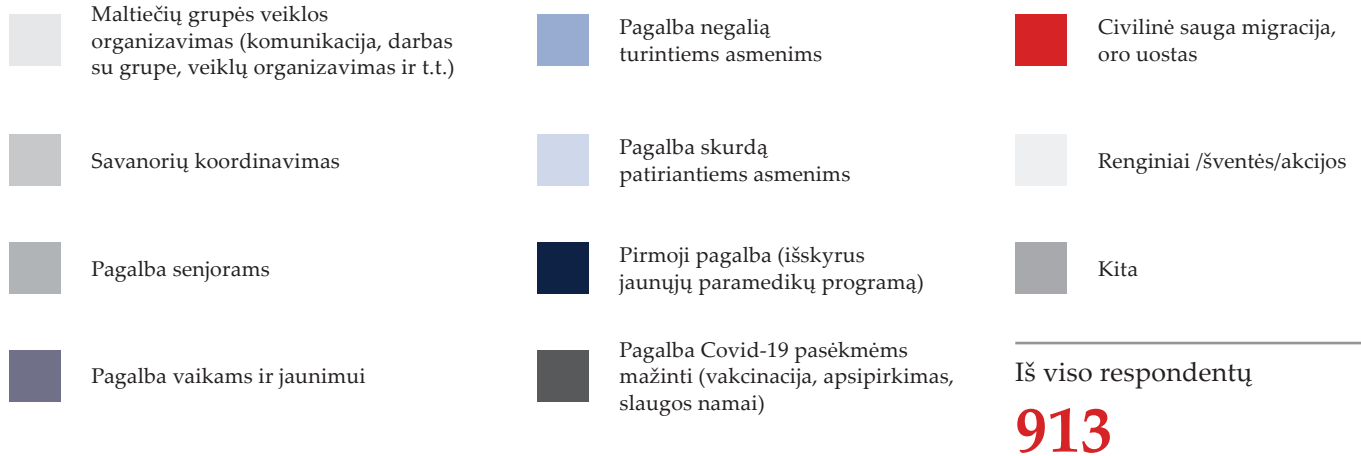 Maltiečių grupės veiklos
organizavimas (komunikacija, darbas
su grupe, veiklų organizavimas ir t.t.)
Savanorių koordinavimas
Pagalba senjorams
Pagalba vaikams ir jaunimui
Pagalba negalią
turintiems asmenims
Pagalba skurdą
patiriantiems asmenims
Pirmoji pagalba (išskyrus
jaunųjų paramedikų programą)
Pagalba Covid-19 pasėkmėms
mažinti (vakcinacija, apsipirkimas,
slaugos namai)
Civilinė sauga migracija,
oro uostas
Renginiai /šventės/akcijos
Kita
Iš viso respondentų
913